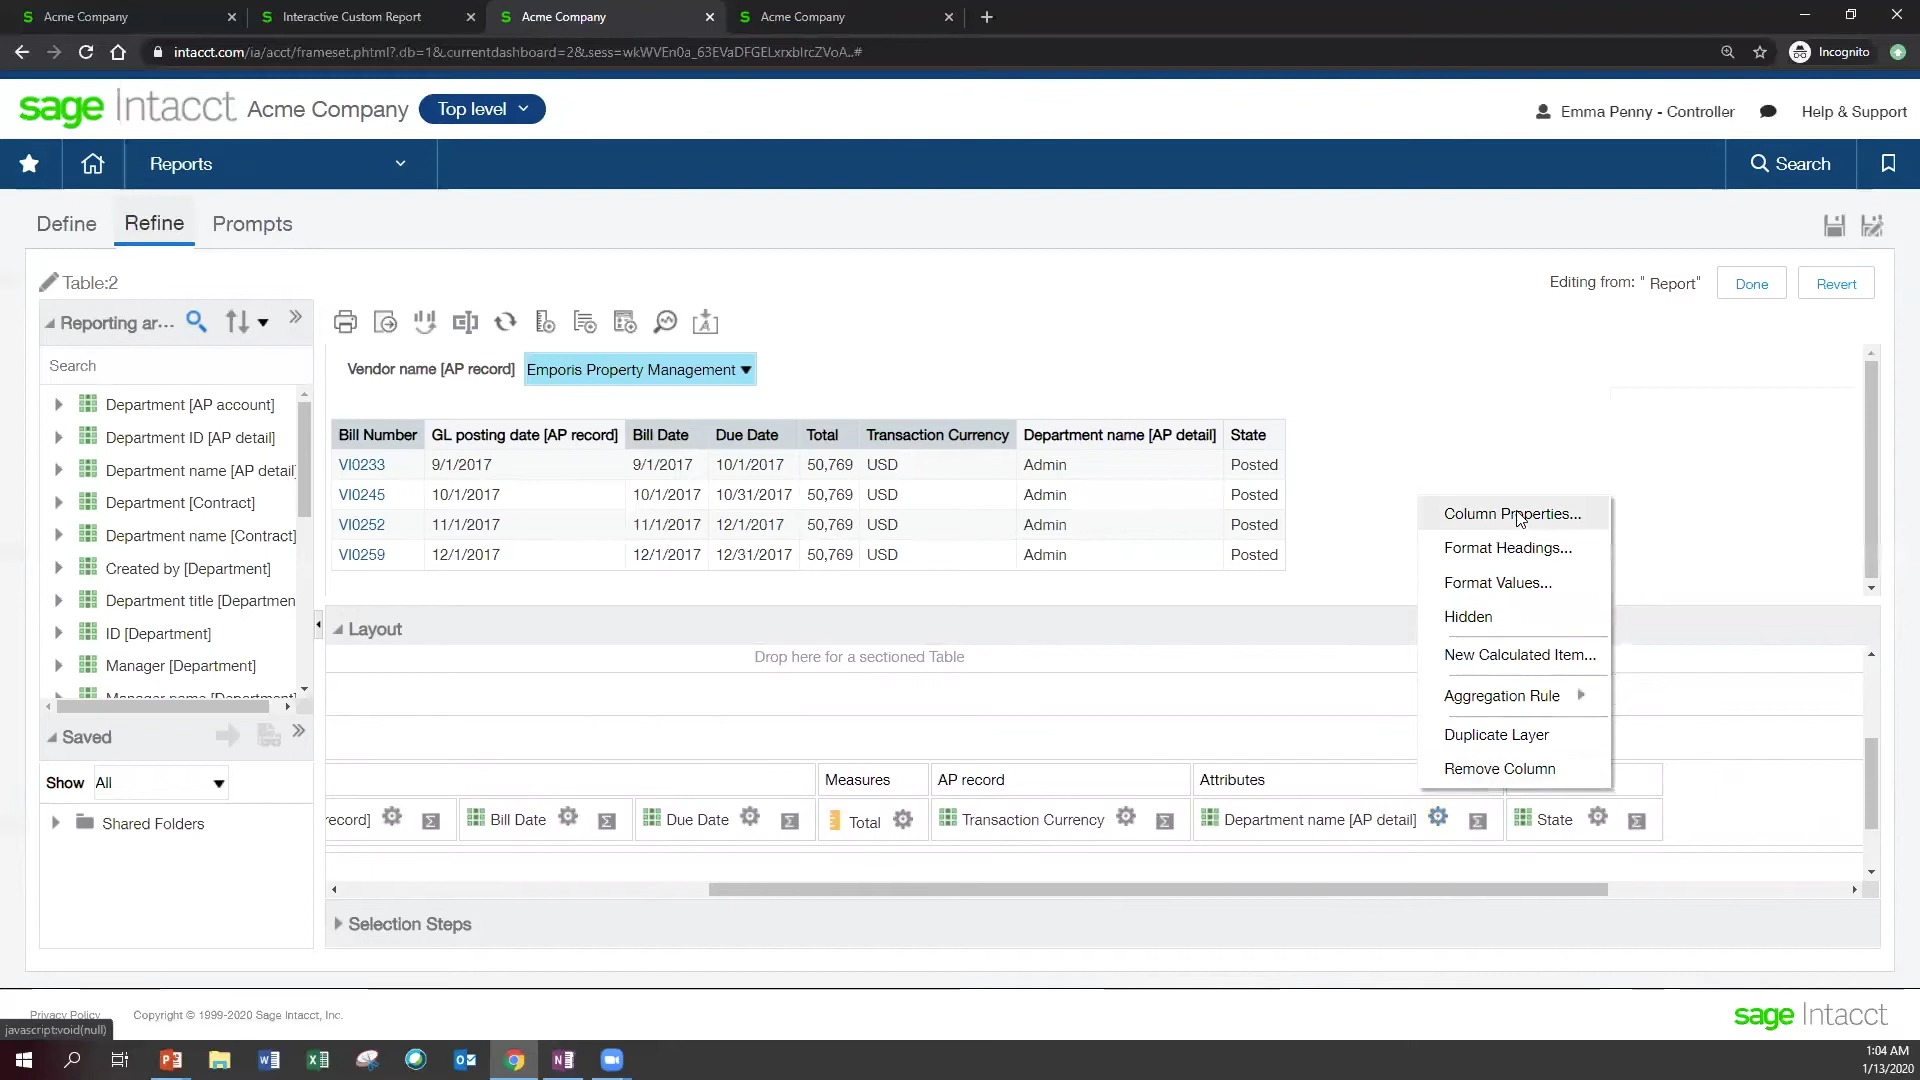 Acme Company
Interactive Custom Report
Acme Company
Acme Company
intacct.com/ia/acct/frameset.phtml?.db=1&.currentdashboard=2&.sess=wkWVEn0a_63EVaDFGELxrxbIrcZVoA..#
Incognito
sage Intacct Acme Company Top level
Emma Penny - Controller Help & Support
Reports
Search
Define Refine Prompts
Table:2
Editing from: " Report" Done Revert
Reporting ar...
Search
Department [AP account]
Department ID [AP detail]
Department name [AP detail]
Department [Contract]
Department name [Contract]
Created by [Department]
Department title [Departmen
ID [Department]
Manager [Department]
Manager name [Department]
Saved
Show All
Shared Folders
Vendor name [AP record] Emporis Property Management
Bill Number GL posting date [AP record] Bill Date Due Date Total Transaction Currency Department name [AP detail] State
VI0233 9/1/2017 9/1/2017 10/1/2017 50,769 USD Admin Posted
VI0245 10/1/2017 10/1/2017 10/31/2017 50,769 USD Admin Posted
VI0252 11/1/2017 11/1/2017 12/1/2017 50,769 USD Admin Posted
VI0259 12/1/2017 12/1/2017 12/31/2017 50,769 USD Admin Posted
Column Properties...
Format Headings...
Format Values...
Hidden
New Calculated Item...
Aggregation Rule
Duplicate Layer
Remove Column
Layout
Drop here for a sectioned Table
Measures AP record Attributes
record] Bill Date Due Date Total Transaction Currency Department name [AP detail] State
Selection Steps
Privacy Policy Copyright © 1999-2020 Sage Intacct, Inc.
sage Intacct
javascript:void(null)
1:04 AM
1/13/2020